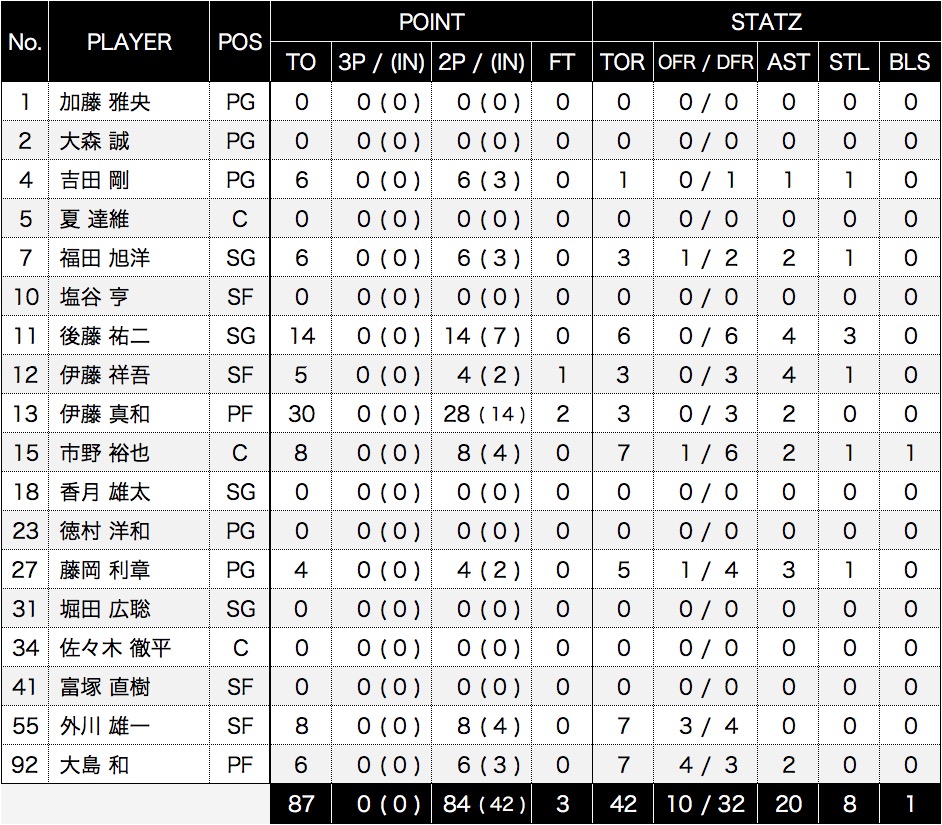 No. PLAYER POS POINT STATZ
TO 3P / (IN) 2P / (IN) FT TOR OFR / DFR AST STL BLS
1 加藤 雅央 PG 0 0 ( 0 ) 0 ( 0 ) 0 0 0 / 0 0 0 0
2 大森 誠 PG 0 0 ( 0 ) 0 ( 0 ) 0 0 0 / 0 0 0 0
4 吉田 剛 PG 6 0 ( 0 ) 6 ( 3 ) 0 1 0 / 1 1 1 0
5 夏 達維 C 0 0 ( 0 ) 0 ( 0 ) 0 0 0 / 0 0 0 0
7 福田 旭洋 SG 6 0 ( 0 ) 6 ( 3 ) 0 3 1 / 2 2 1 0
10 塩谷 亨 SF 0 0 ( 0 ) 0 ( 0 ) 0 0 0 / 0 0 0 0
11 後藤 祐二 SG 14 0 ( 0 ) 14 ( 7 ) 0 6 0 / 6 4 3 0
12 伊藤 祥吾 SF 5 0 ( 0 ) 4 ( 2 ) 1 3 0 / 3 4 1 0
13 伊藤 真和 PF 30 0 ( 0 ) 28 ( 14 ) 2 3 0 / 3 2 0 0
15 市野 裕也 C 8 0 ( 0 ) 8 ( 4 ) 0 7 1 / 6 2 1 1
18 香月 雄太 SG 0 0 ( 0 ) 0 ( 0 ) 0 0 0 / 0 0 0 0
23 徳村 洋和 PG 0 0 ( 0 ) 0 ( 0 ) 0 0 0 / 0 0 0 0
27 藤岡 利章 PG 4 0 ( 0 ) 4 ( 2 ) 0 5 1 / 4 3 1 0
31 堀田 広聡 SG 0 0 ( 0 ) 0 ( 0 ) 0 0 0 / 0 0 0 0
34 佐々木 徹平 C 0 0 ( 0 ) 0 ( 0 ) 0 0 0 / 0 0 0 0
41 富塚 直樹 SF 0 0 ( 0 ) 0 ( 0 ) 0 0 0 / 0 0 0 0
55 外川 雄一 SF 8 0 ( 0 ) 8 ( 4 ) 0 7 3 / 4 0 0 0
92 大島 和 PF 6 0 ( 0 ) 6 ( 3 ) 0 7 4 / 3 2 0 0
87 0 ( 0 ) 84 ( 42 ) 3 42 10 / 32 20 8 1